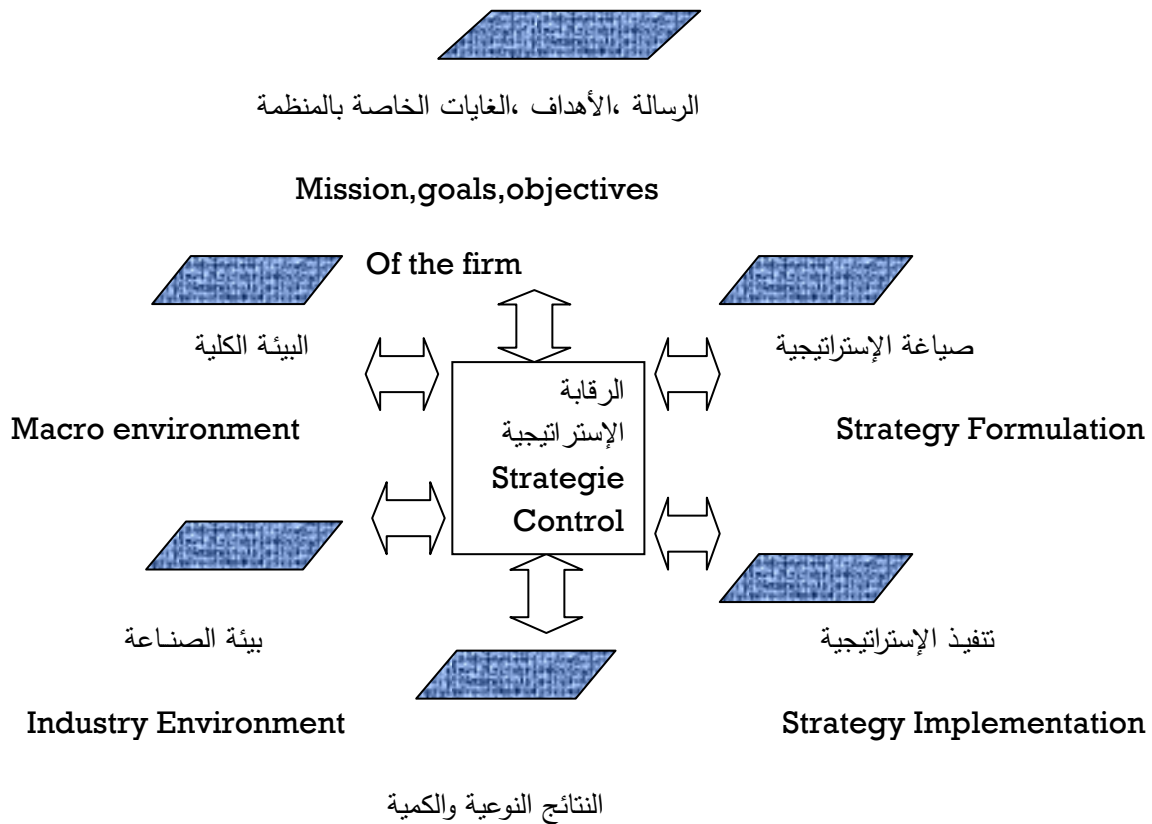 الرسالة ،الأهداف ،الغايات الخاصة بالمنظمة
Mission,goals,objectives
Of the firm
البيئة الكلية
Macro environment
صياغة الإستراتيجية
Strategy Formulation
الرقابة
الإستراتيجية
Strategie
Control
بيئة الصناعة
Industry Environment
تنفيذ الإستراتيجية
Strategy Implementation
النتائج النوعية والكمية